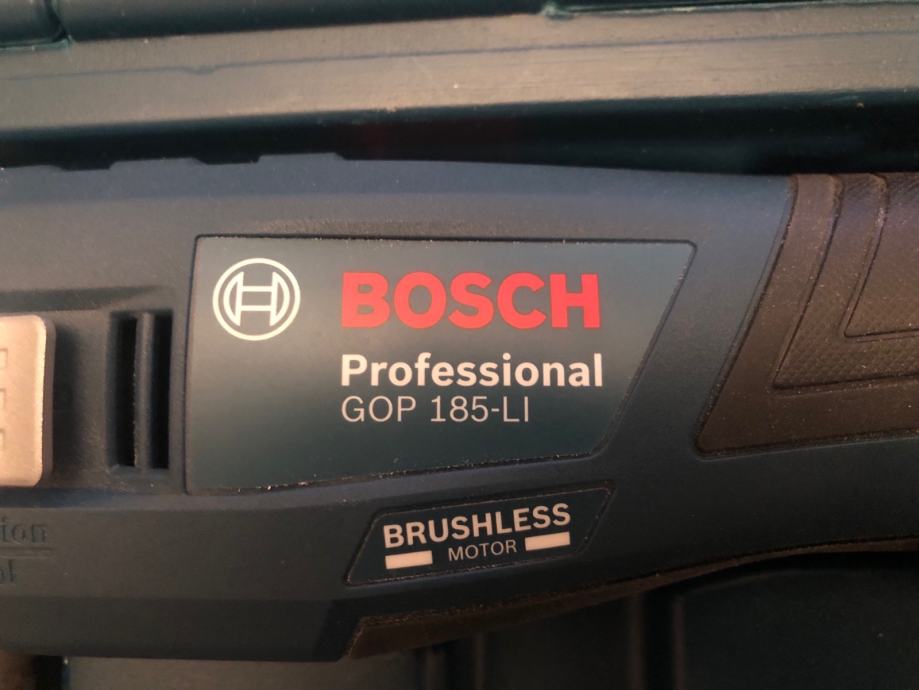 BOSCH
Professional
GOP 185-LI
BRUSHLESS
MOTOR